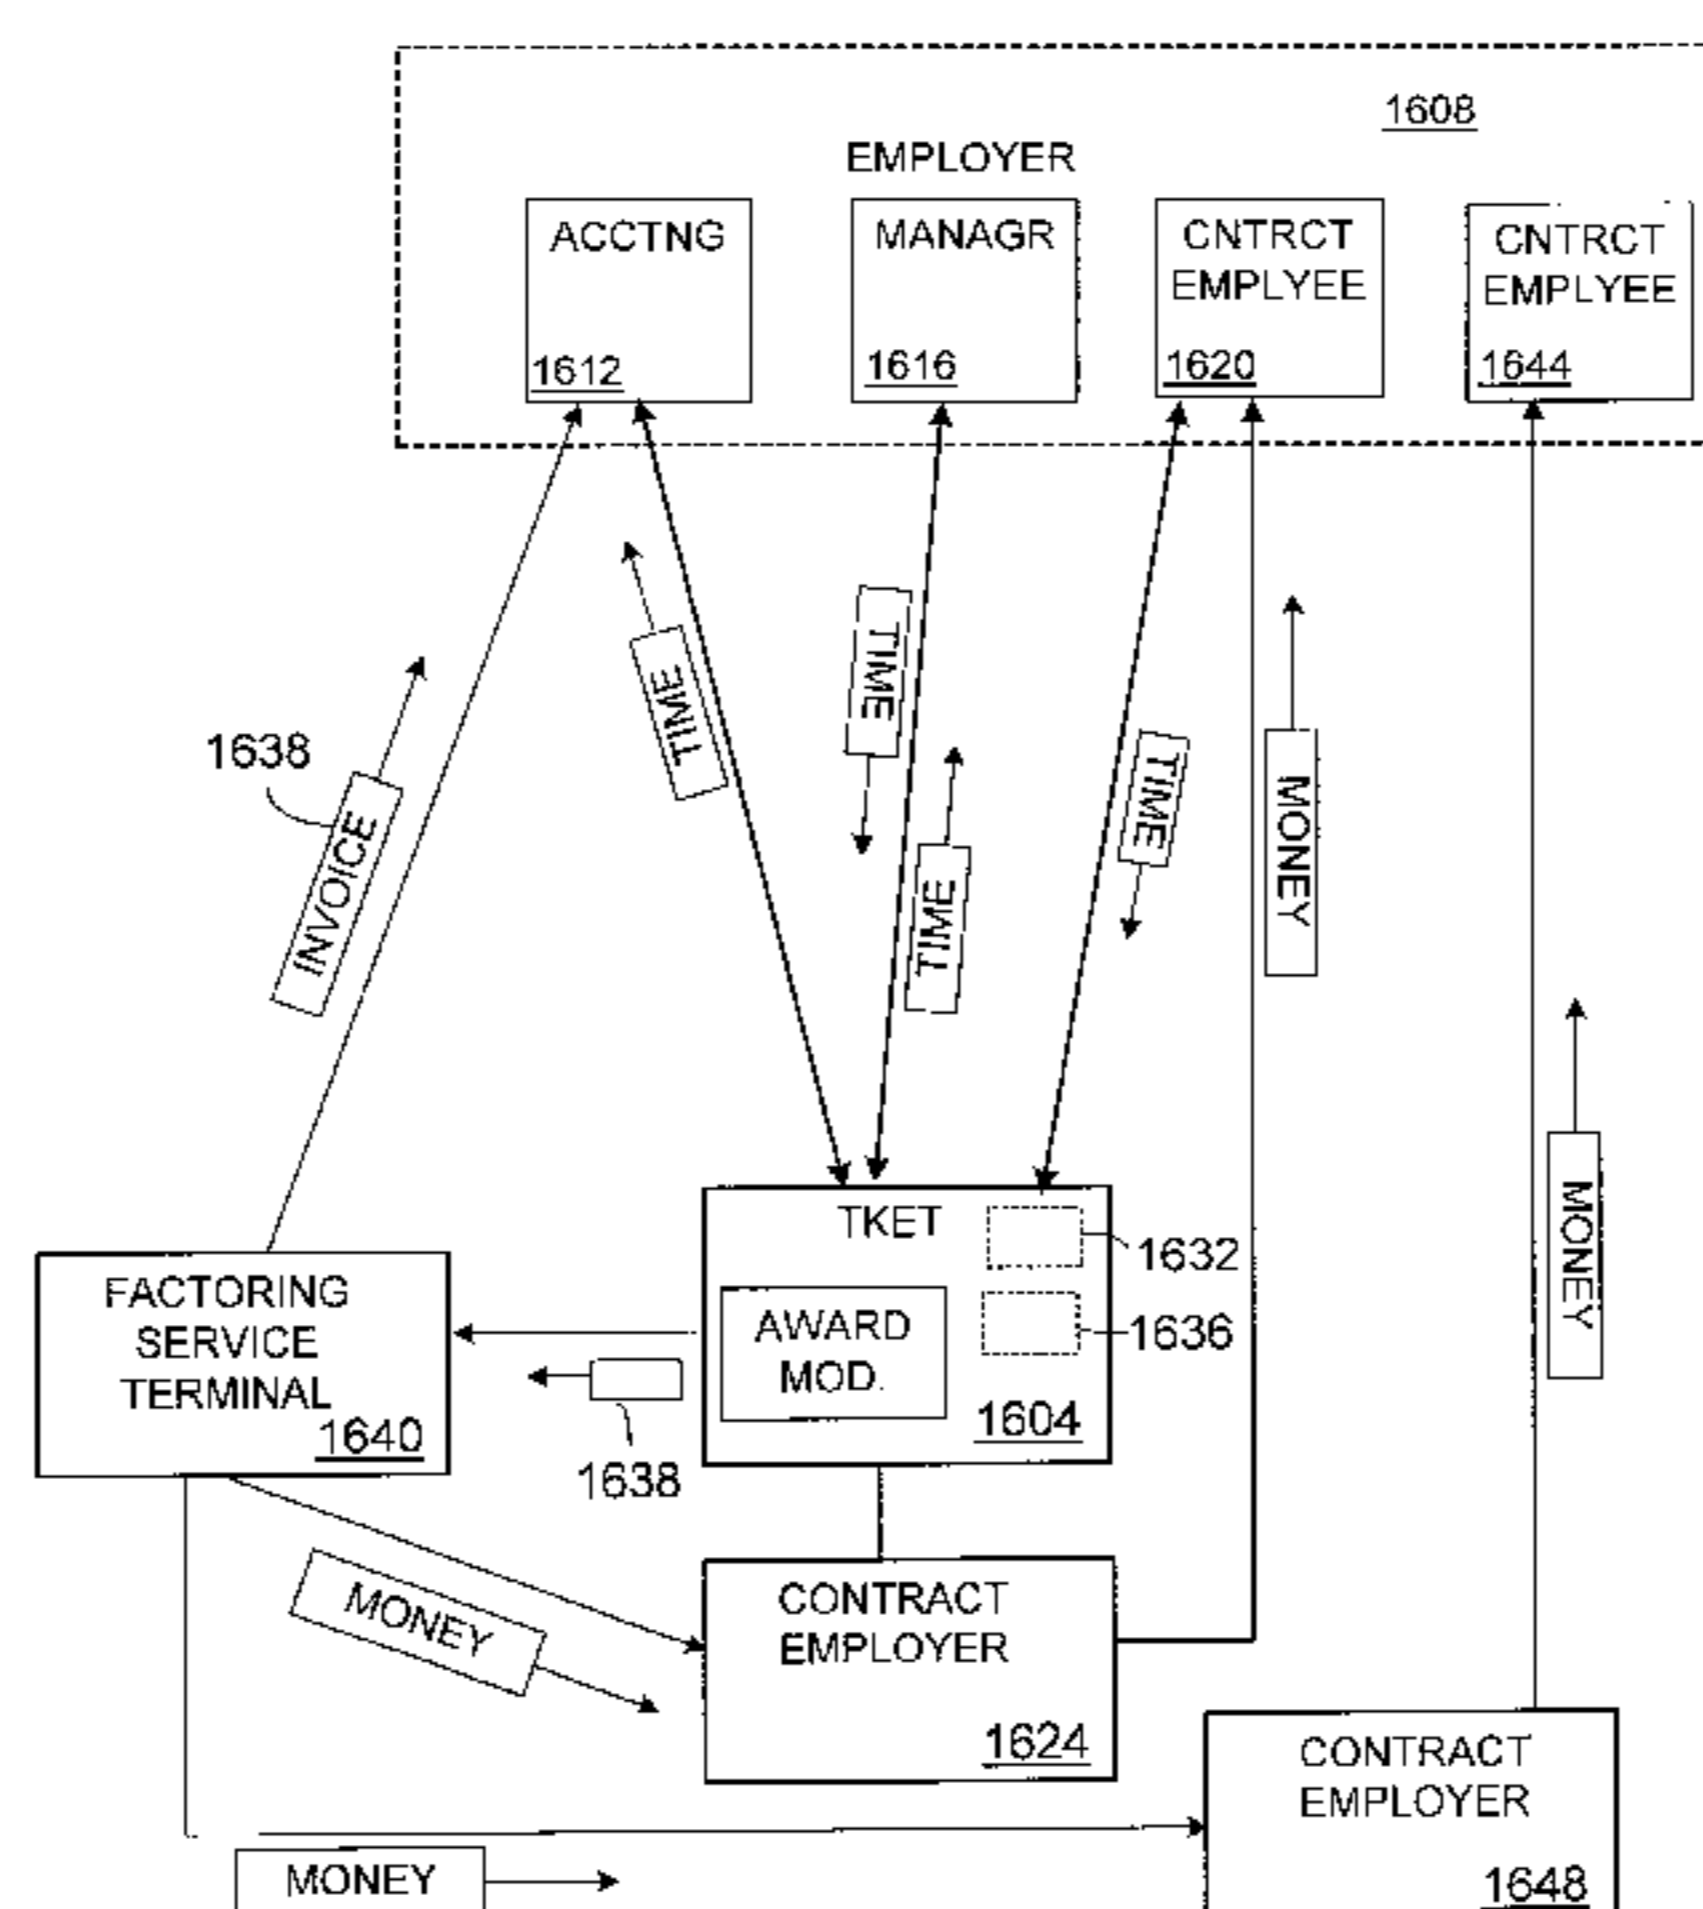 1608
EMPLOYER
ACCTNG
1612
MANAGR
1616
CNTRCT
EMPLYEE
1620
CNTRCT
EMPLYEE
1644
TIME
TIME
TIME
TIME
MONEY
1638
INVOICE
MONEY
TKET
1632
AWARD
MOD.
1636
1604
FACTORING
SERVICE
TERMINAL
1640
1638
MONEY
CONTRACT
EMPLOYER
1624
CONTRACT
EMPLOYER
1648
MONEY